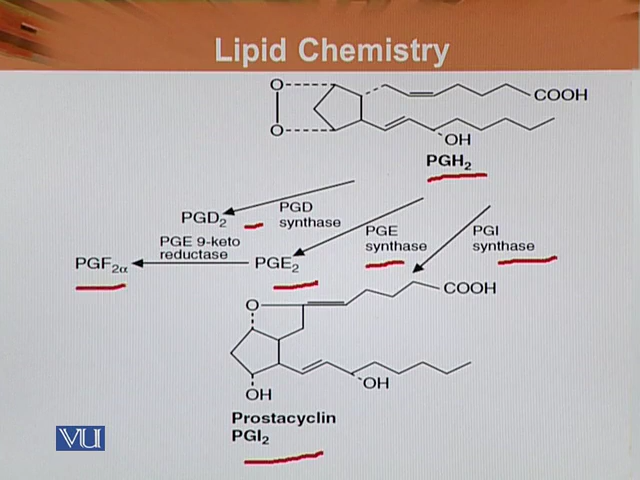 Lipid Chemistry
O
COOH
O
OH
PGH₂
PGD₂
PGD
synthase
PGE 9-keto
reductase
PGF₂α
PGE₂
PGE
synthase
PGI
synthase
COOH
O
OH
OH
Prostacyclin
PGI₂
VU